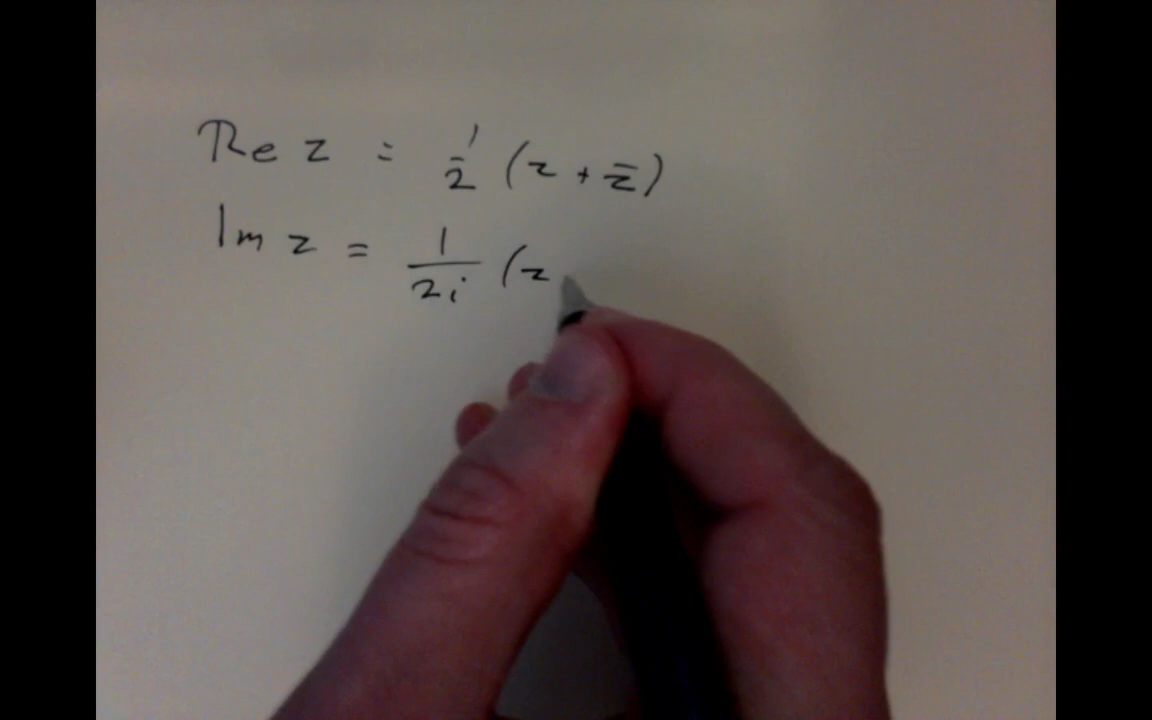 Re z = 1/2 (z + z̅)
Im z = 1/2i (z